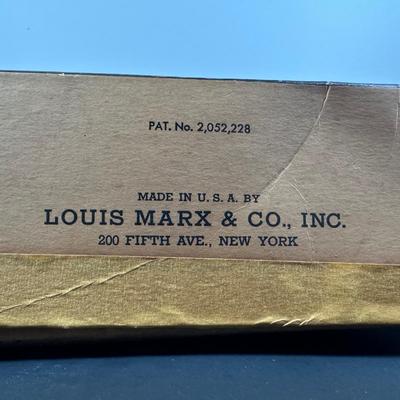 PAT. No. 2,052,228
MADE IN U. S. A. BY
LOUIS MARX & CO., INC.
200 FIFTH AVE., NEW YORK